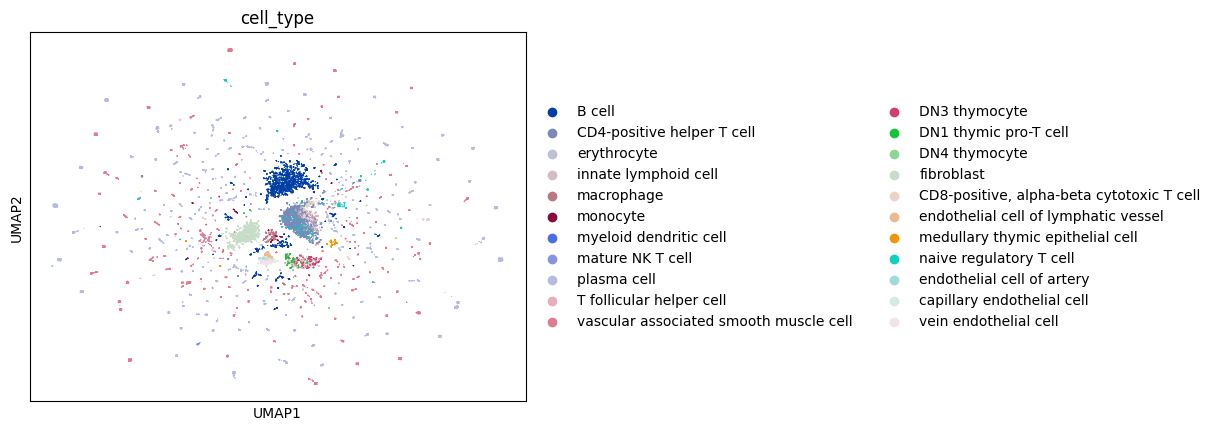 cell_type
UMAP2
UMAP1
B cell
CD4-positive helper T cell
erythrocyte
innate lymphoid cell
macrophage
monocyte
myeloid dendritic cell
mature NK T cell
plasma cell
T follicular helper cell
vascular associated smooth muscle cell
DN3 thymocyte
DN1 thymic pro-T cell
DN4 thymocyte
fibroblast
CD8-positive, alpha-beta cytotoxic T cell
endothelial cell of lymphatic vessel
medullary thymic epithelial cell
naive regulatory T cell
endothelial cell of artery
capillary endothelial cell
vein endothelial cell